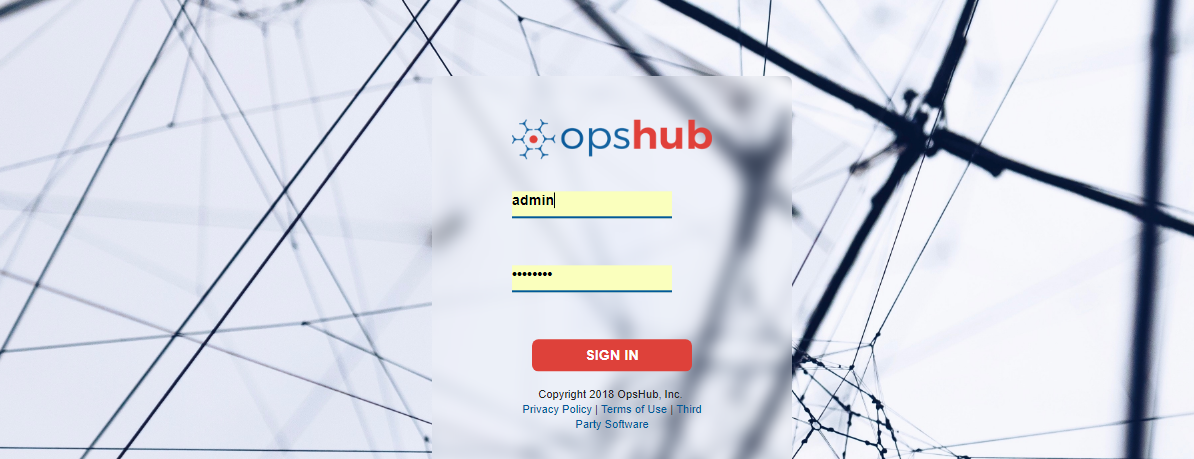 opshub
admin
••••••••
SIGN IN
Copyright 2018 OpsHub, Inc.
Privacy Policy | Terms of Use | Third
Party Software